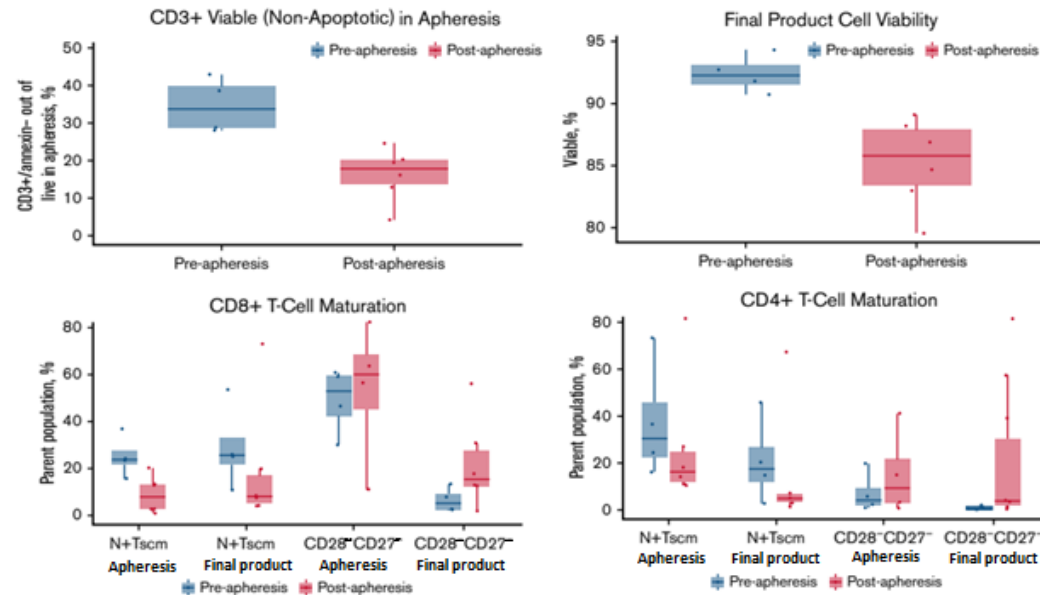 CD3+ Viable (Non-Apoptotic) in Apheresis
Pre-apheresis Post-apheresis
CD3+/annexin– out of
live in apheresis, %
50
40
30
20
10
0
Pre-apheresis Post-apheresis
Final Product Cell Viability
Pre-apheresis Post-apheresis
Viable, %
95
90
85
80
Pre-apheresis Post-apheresis
CD8+ T-Cell Maturation
Parent population, %
80
60
40
20
0
N+Tscm N+Tscm CD28–CD27– CD28–CD27–
Apheresis Final product Apheresis Final product
Pre-apheresis Post-apheresis
CD4+ T-Cell Maturation
Parent population, %
80
60
40
20
0
N+Tscm N+Tscm CD28–CD27– CD28–CD27–
Apheresis Final product Apheresis Final product
Pre-apheresis Post-apheresis